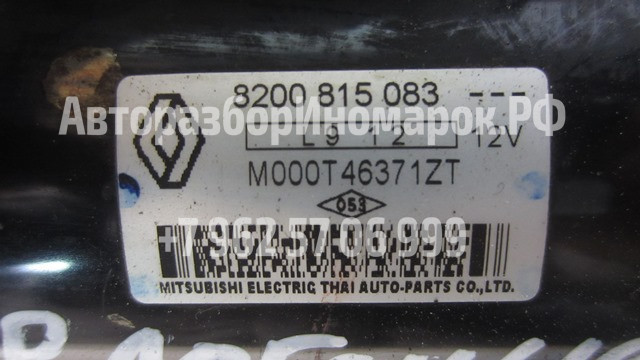 8200 815 083 ---
АвторазборИномарок.РФ
L9 12 12V
M000T46371ZT
053
+7-962-57-06-999
MITSUBISHI ELECTRIC THAI AUTO-PARTS CO.,LTD.